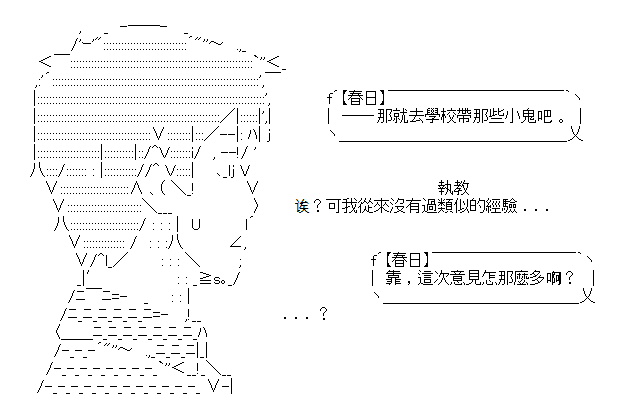 【春日】
──那就去學校帶那些小鬼吧。
執教
诶？可我從來沒有過類似的經驗...
【春日】
靠，這次意見怎那麼多啊？
...？